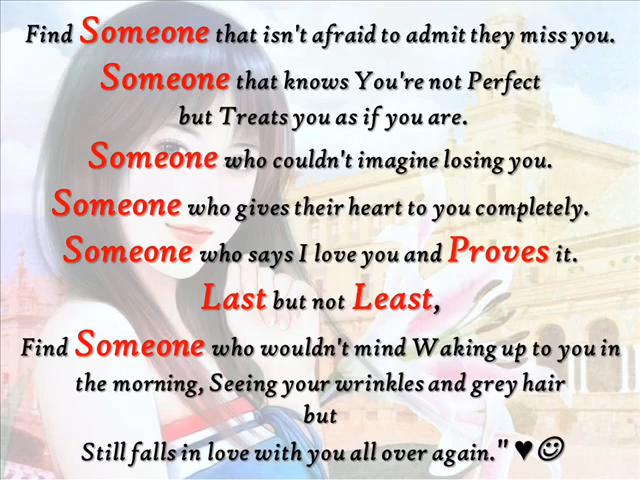 Find Someone that isn't afraid to admit they miss you.
Someone that knows You're not Perfect
but Treats you as if you are.
Someone who couldn't imagine losing you.
Someone who gives their heart to you completely.
Someone who says I love you and Proves it.
Last but not Least,
Find Someone who wouldn't mind Waking up to you in
the morning, Seeing your wrinkles and grey hair
but
Still falls in love with you all over again." ♥☺